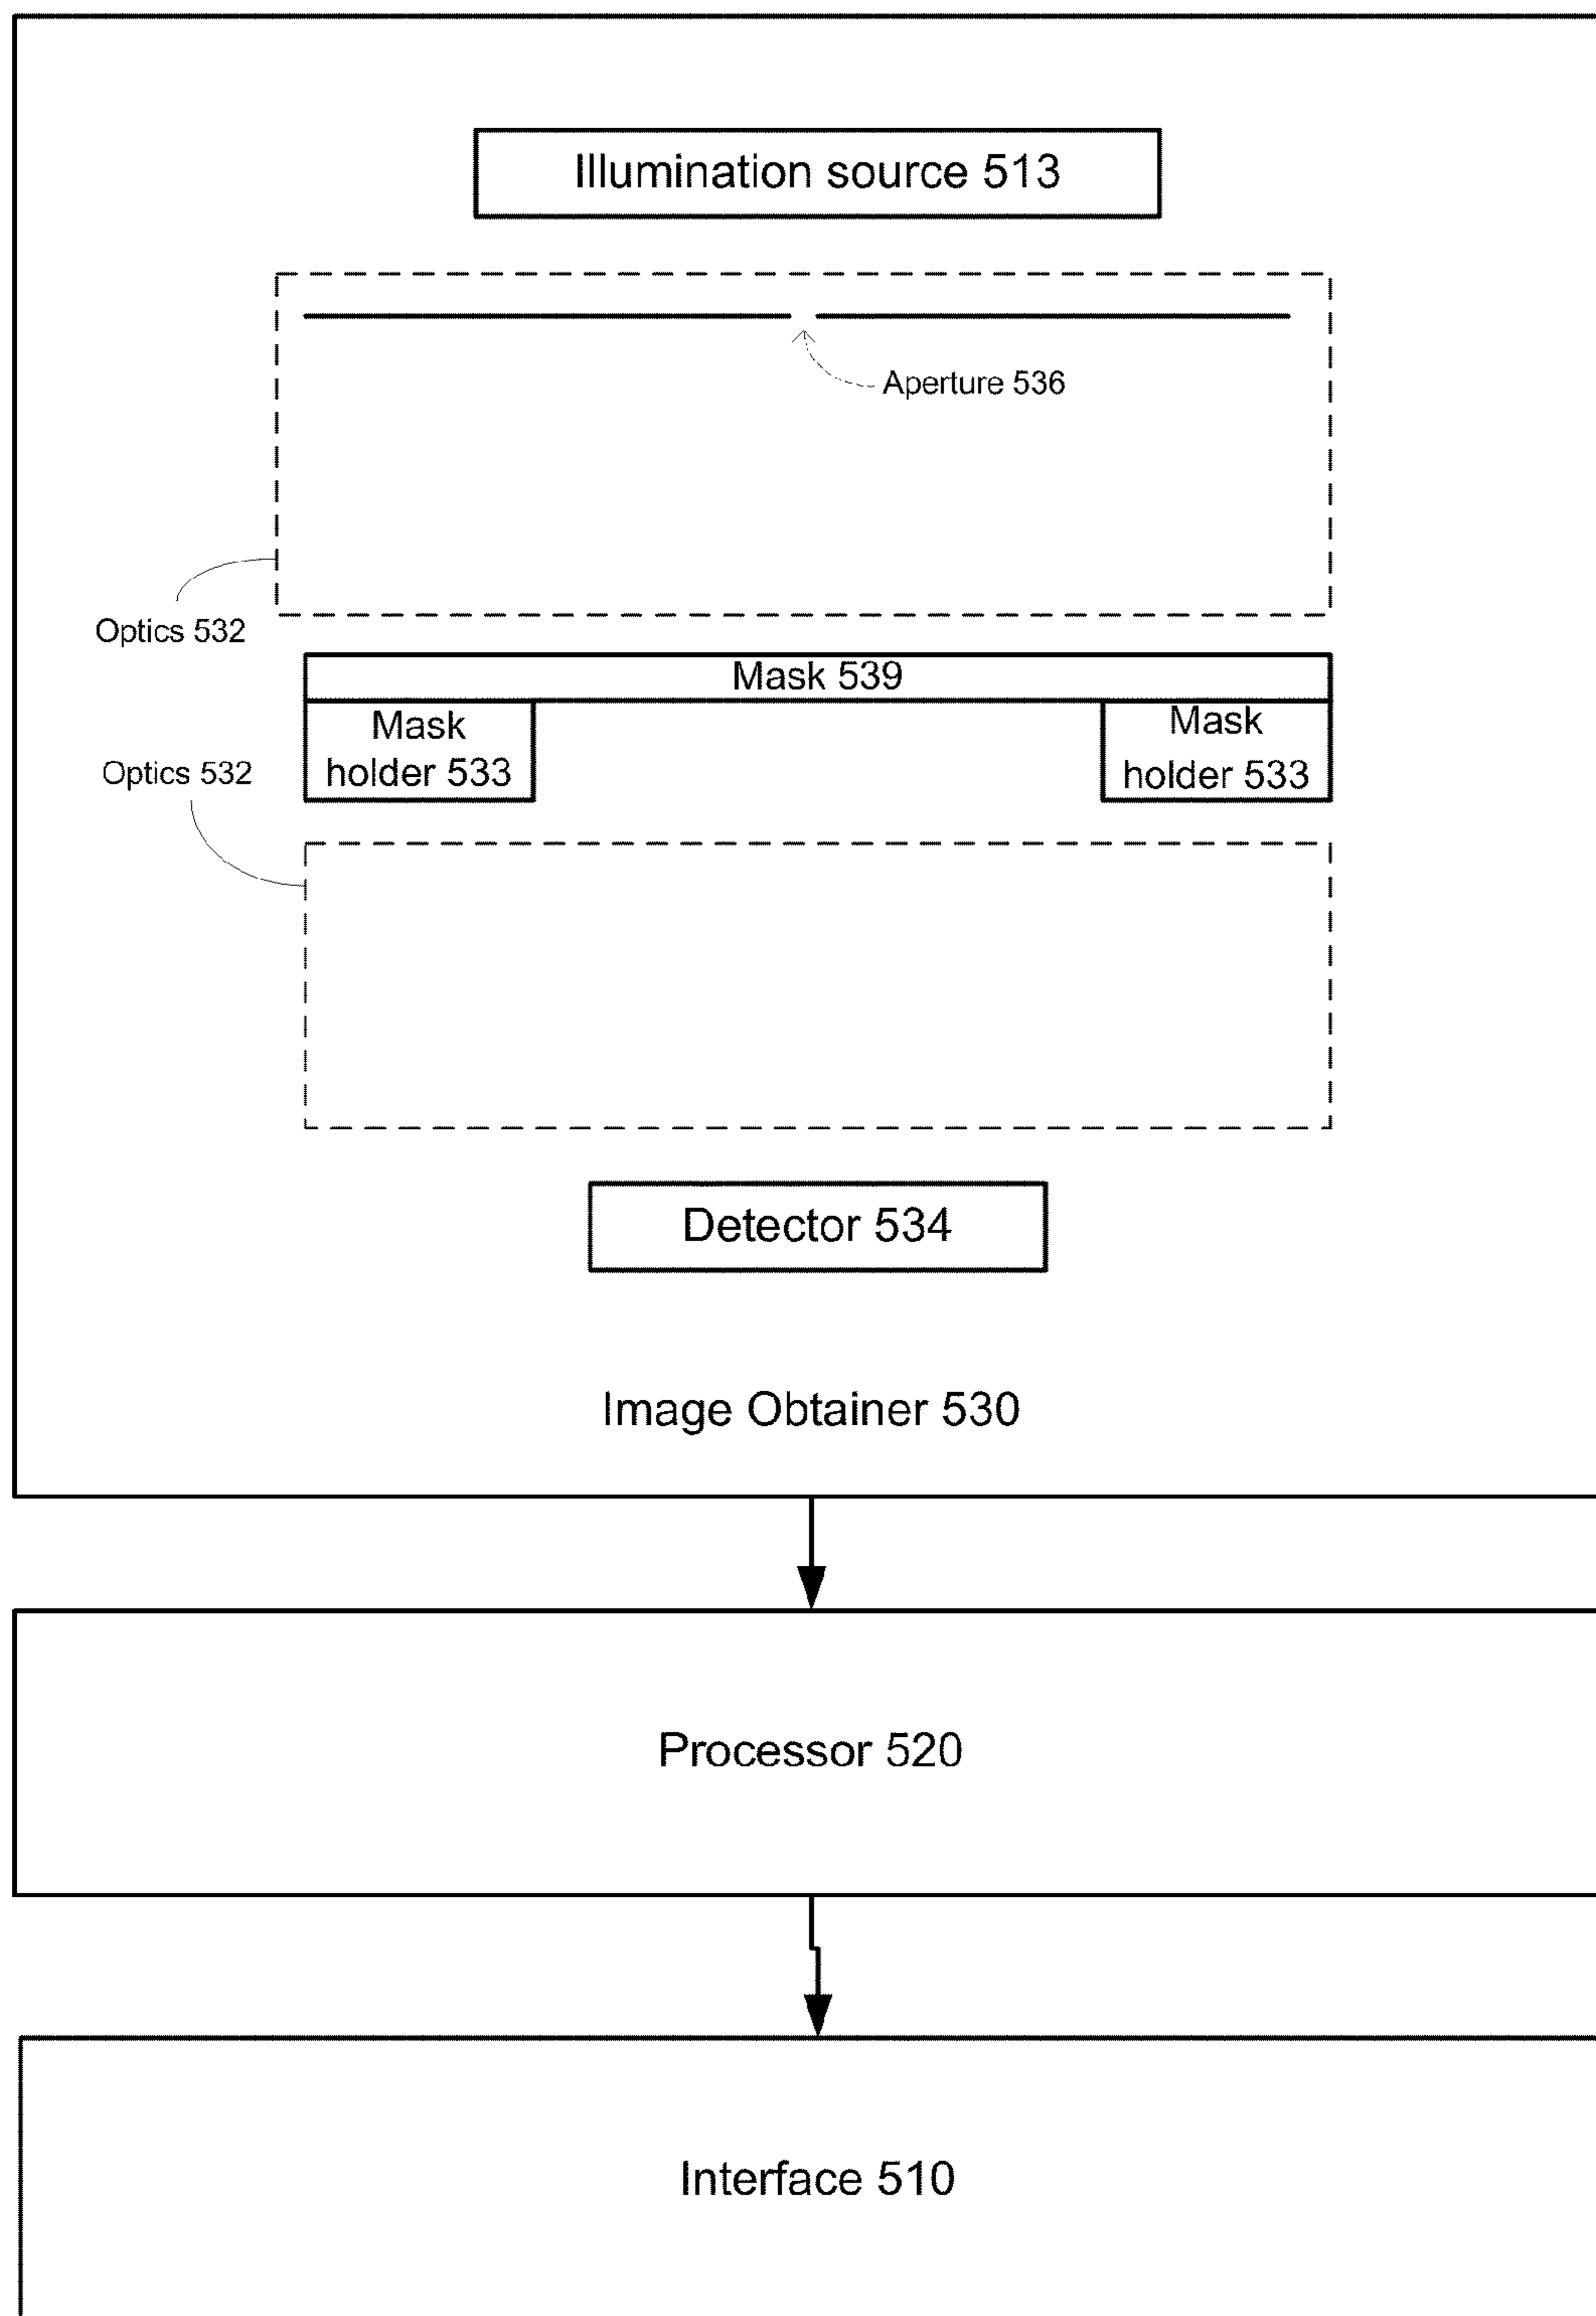 Illumination source 513
Aperture 536
Optics 532
Mask 539
Mask
holder 533
Mask
holder 533
Optics 532
Detector 534
Image Obtainer 530
Processor 520
Interface 510